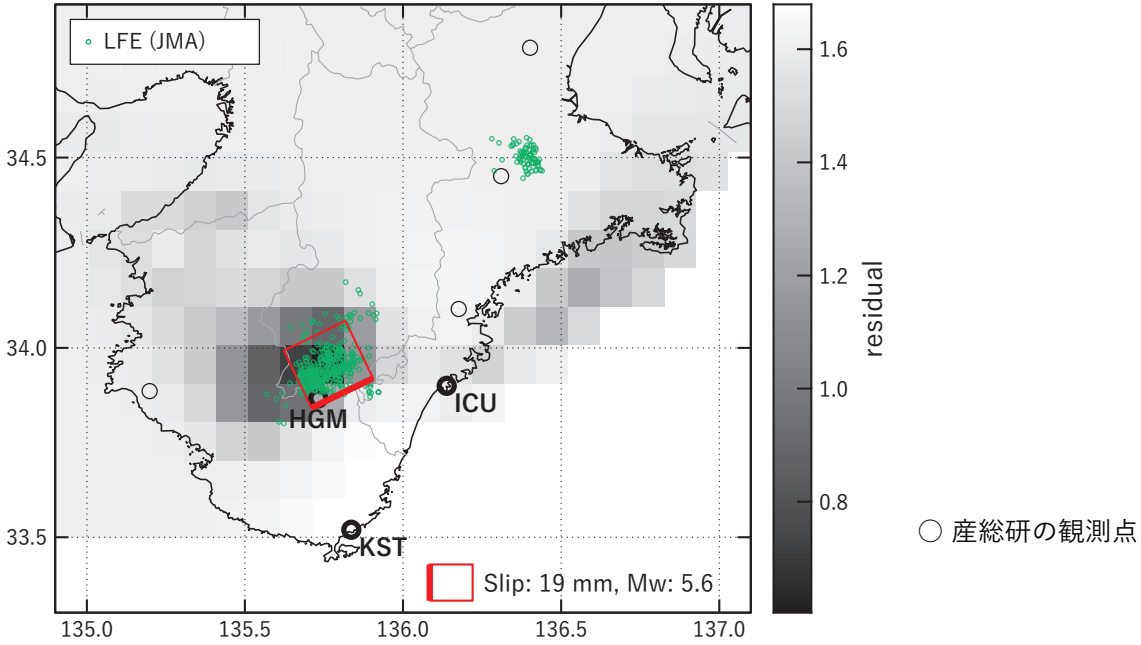 LFE (JMA)
34.5
34.0
33.5
HGM
ICU
KST
Slip: 19 mm, Mw: 5.6
135.0
135.5
136.0
136.5
137.0
1.6
1.4
1.2
1.0
0.8
residual
産総研の観測点